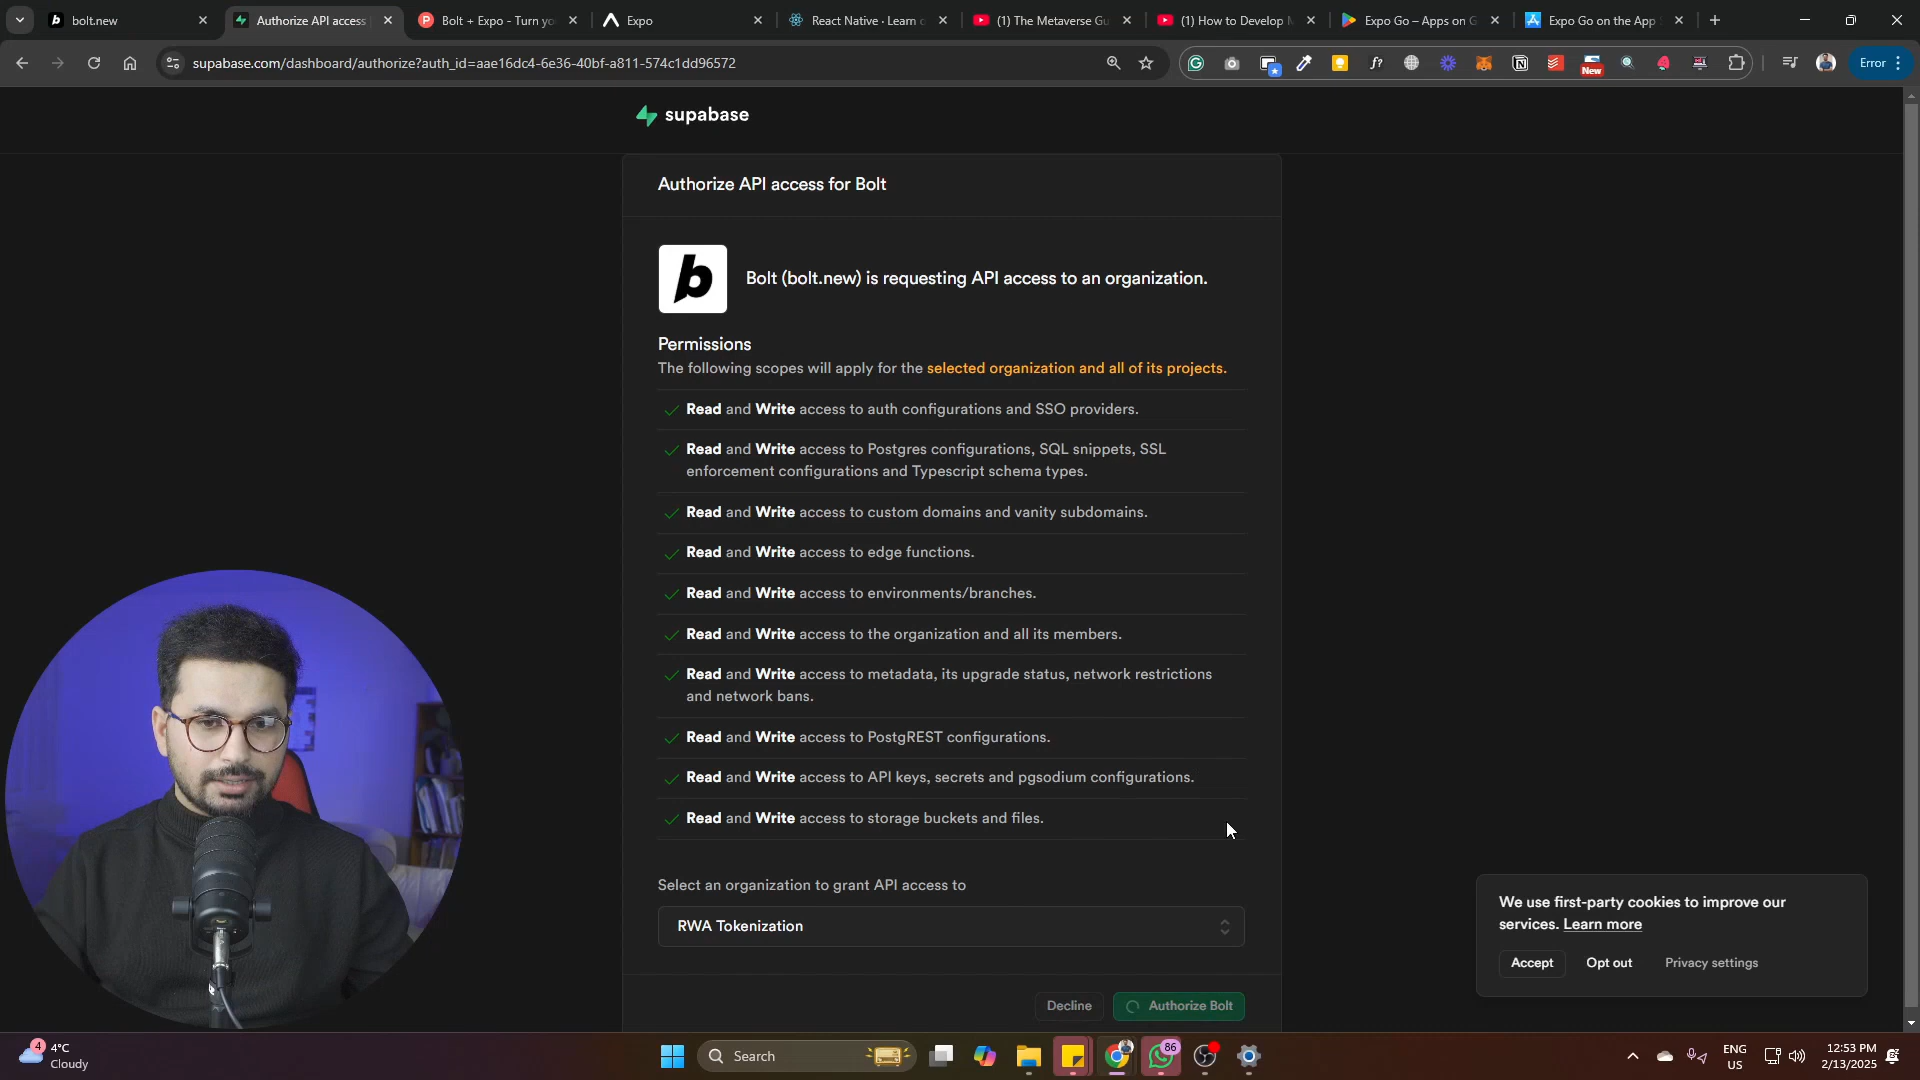 bolt.new
Authorize API access
Bolt + Expo - Turn yo
Expo
React Native · Learn o
(1) The Metaverse Gu
(1) How to Develop M
Expo Go – Apps on G
Expo Go on the App
supabase.com/dashboard/authorize?auth_id=aae16dc4-6e36-40bf-a811-574c1dd96572
New
Error
supabase
Authorize API access for Bolt
b
Bolt (bolt.new) is requesting API access to an organization.
Permissions
The following scopes will apply for the selected organization and all of its projects.
Read and Write access to auth configurations and SSO providers.
Read and Write access to Postgres configurations, SQL snippets, SSL
enforcement configurations and Typescript schema types.
Read and Write access to custom domains and vanity subdomains.
Read and Write access to edge functions.
Read and Write access to environments/branches.
Read and Write access to the organization and all its members.
Read and Write access to metadata, its upgrade status, network restrictions
and network bans.
Read and Write access to PostgREST configurations.
Read and Write access to API keys, secrets and pgsodium configurations.
Read and Write access to storage buckets and files.
Select an organization to grant API access to
RWA Tokenization
Decline
Authorize Bolt
We use first-party cookies to improve our
services. Learn more
Accept
Opt out
Privacy settings
4
4°C
Cloudy
Search
86
ENG
US
12:53 PM
2/13/2025